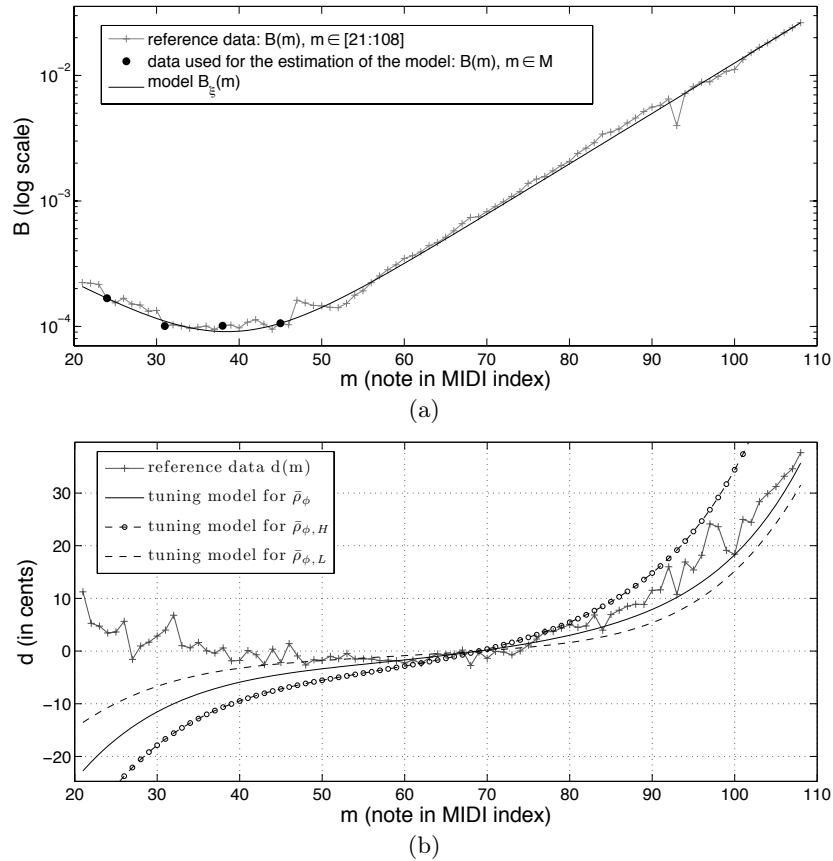 10⁻²
10⁻³
10⁻⁴
B (log scale)
reference data: B(m), m ∈ [21:108]
data used for the estimation of the model: B(m), m ∈ M
model B_ξ(m)
20 30 40 50 60 70 80 90 100 110
m (note in MIDI index)
(a)
30
20
10
0
−10
−20
d (in cents)
reference data d(m)
tuning model for ρ̄_ϕ
tuning model for ρ̄_ϕ,H
tuning model for ρ̄_ϕ,L
20 30 40 50 60 70 80 90 100 110
m (note in MIDI index)
(b)